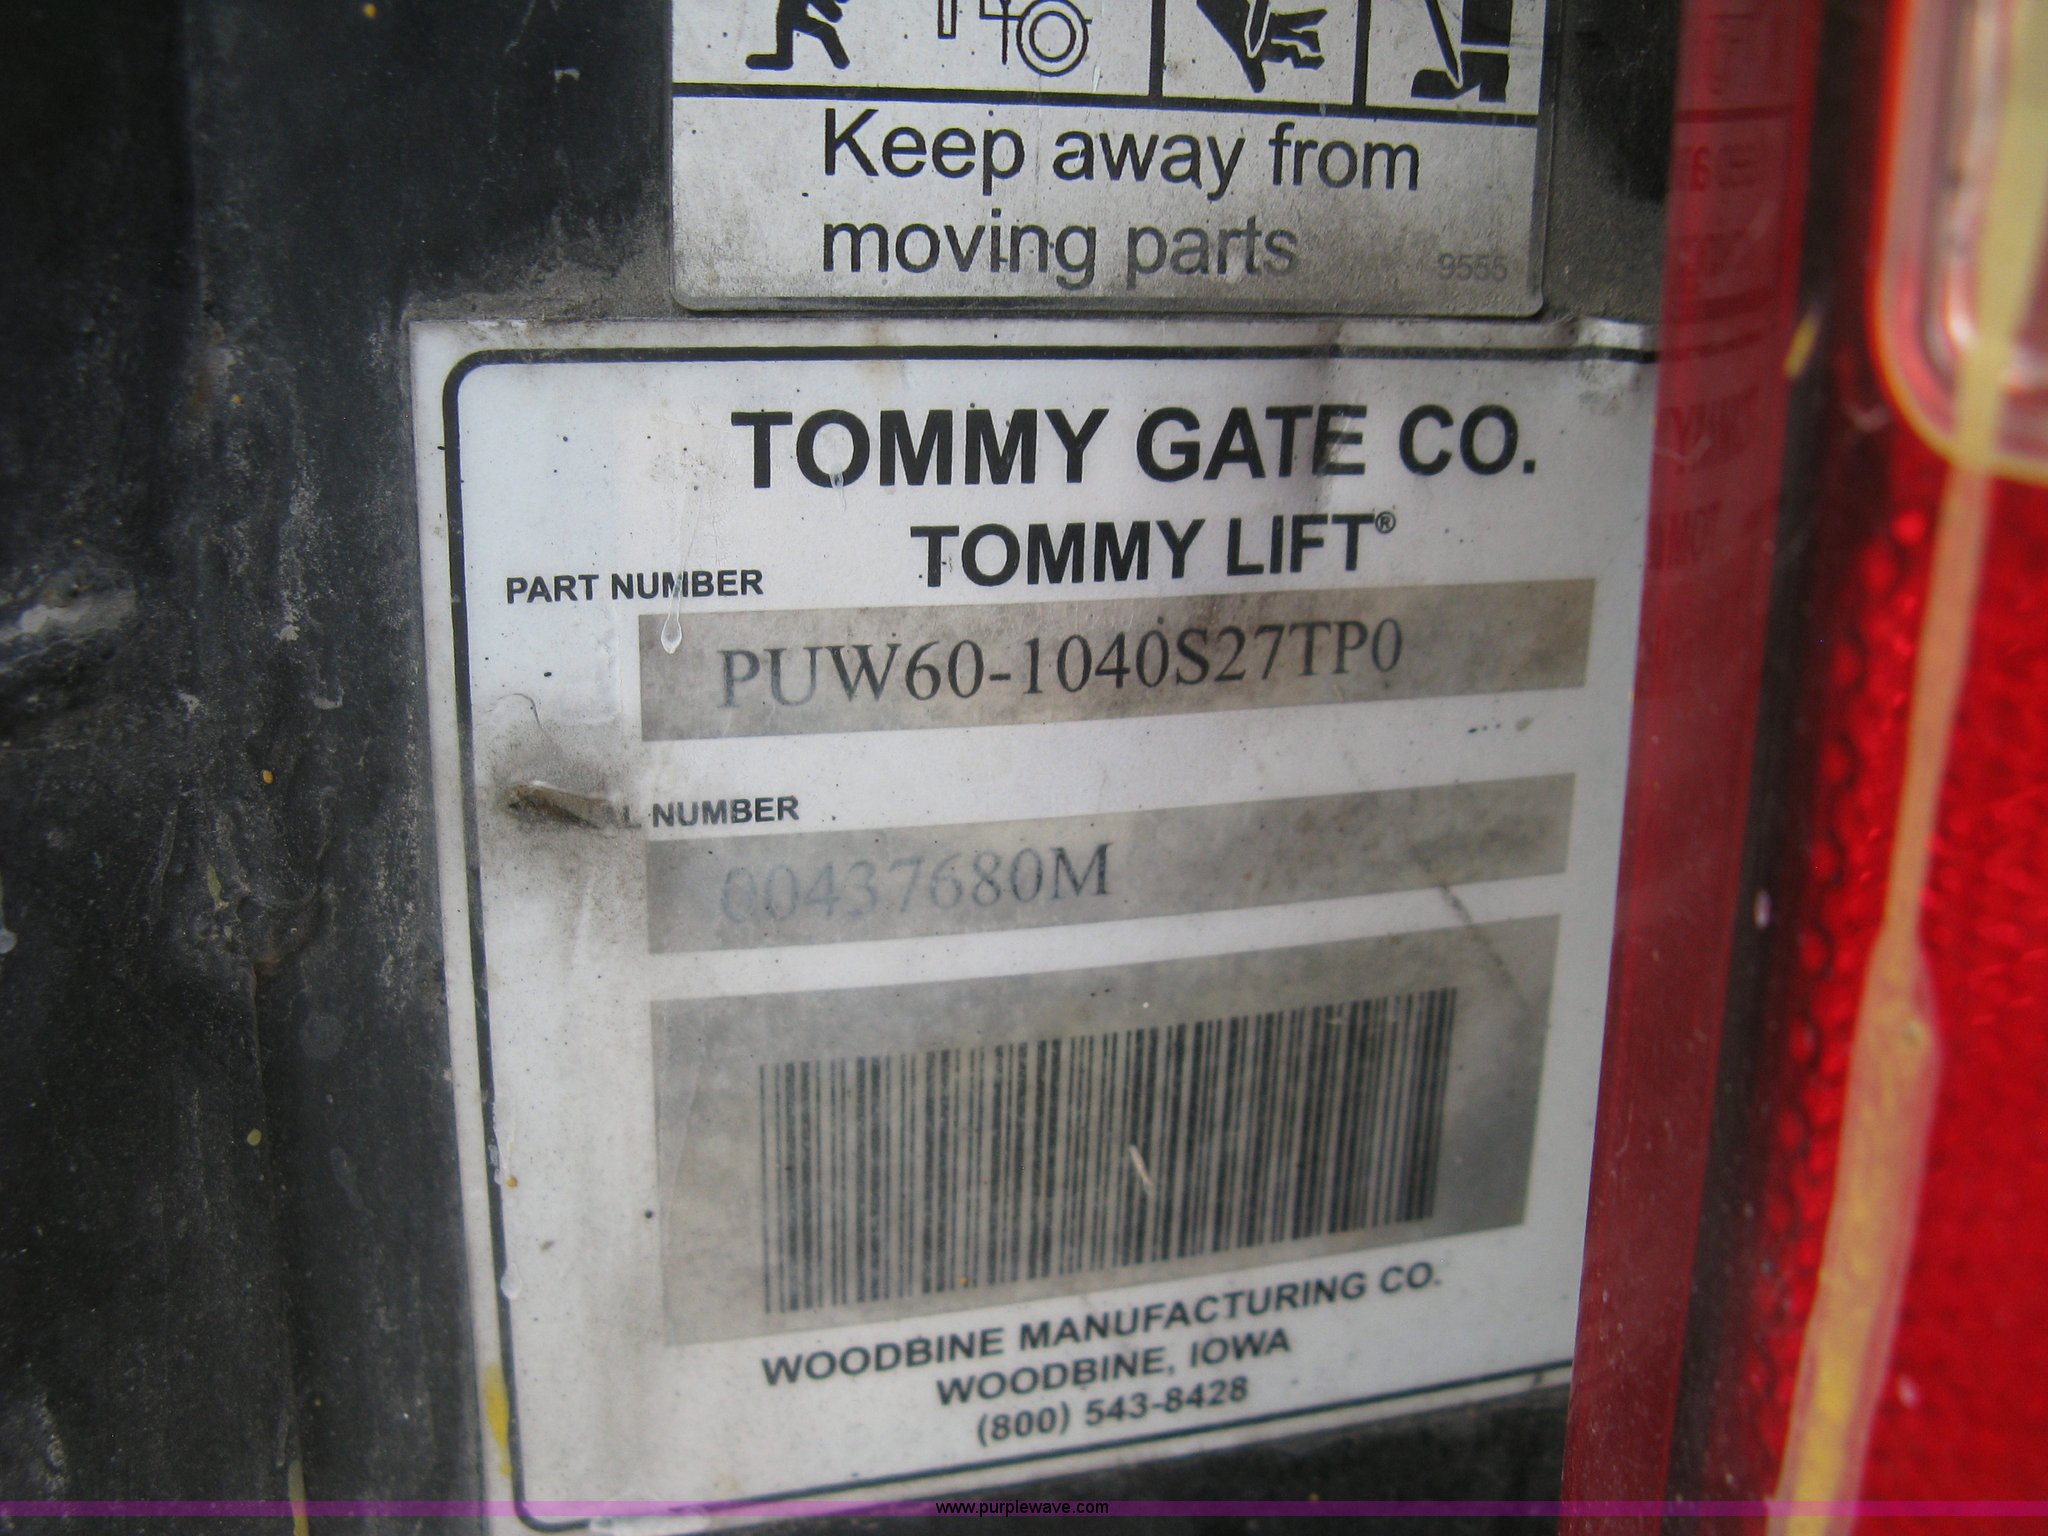 Keep away from
moving parts
9555
TOMMY GATE CO.
TOMMY LIFT®
PART NUMBER
PUW60-1040S27TP0
NUMBER
00437680M
WOODBINE MANUFACTURING CO.
WOODBINE, IOWA
(800) 543-8428
www.purplewave.com